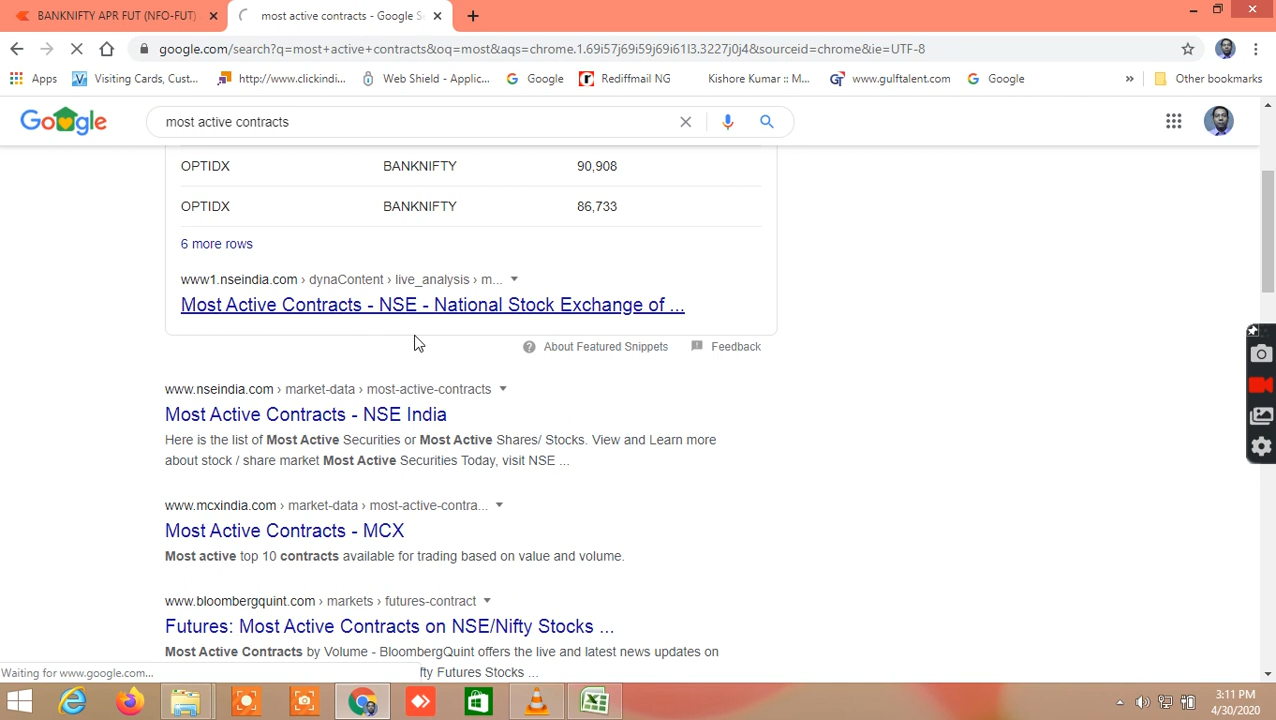 BANKNIFTY APR FUT (NFO-FUT)
most active contracts - Google S
google.com/search?q=most+active+contracts&oq=most&aqs=chrome.1.69i57j69i59j69i61l3.3227j0j4&sourceid=chrome&ie=UTF-8
Apps Visiting Cards, Cust... http://www.clickindi... Web Shield - Applic... Google Rediffmail NG Kishore Kumar :: M... www.gulftalent.com Google » Other bookmarks
Google most active contracts
OPTIDX BANKNIFTY 90,908
OPTIDX BANKNIFTY 86,733
6 more rows
www1.nseindia.com › dynaContent › live_analysis › m...
Most Active Contracts - NSE - National Stock Exchange of ...
About Featured Snippets Feedback
www.nseindia.com › market-data › most-active-contracts
Most Active Contracts - NSE India
Here is the list of Most Active Securities or Most Active Shares/ Stocks. View and Learn more
about stock / share market Most Active Securities Today, visit NSE ...
www.mcxindia.com › market-data › most-active-contra...
Most Active Contracts - MCX
Most active top 10 contracts available for trading based on value and volume.
www.bloombergquint.com › markets › futures-contract
Futures: Most Active Contracts on NSE/Nifty Stocks ...
Most Active Contracts by Volume - BloombergQuint offers the live and latest news updates on
fty Futures Stocks ...
Waiting for www.google.com...
3:11 PM
4/30/2020